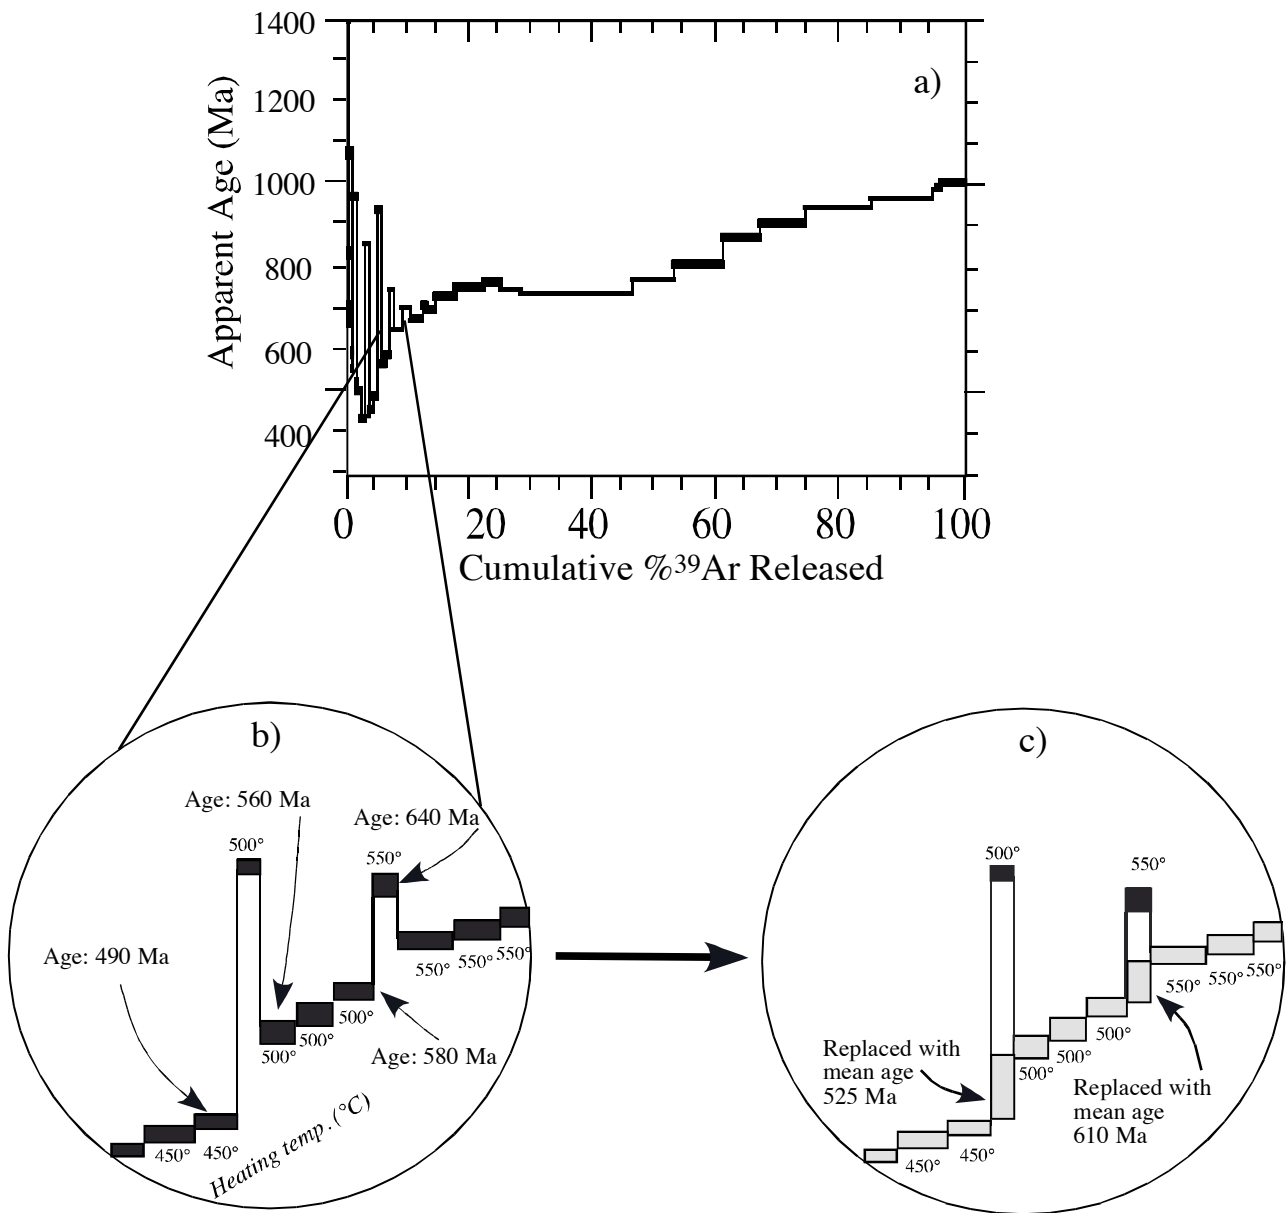 1400
a)
1200
1000
800
600
400
Apparent Age (Ma)
0 20 40 60 80 100
Cumulative %³⁹Ar Released
b)
Age: 560 Ma
Age: 640 Ma
500°
550°
Age: 490 Ma
550° 550° 550°
500° 500° 500°
Age: 580 Ma
450° 450°
Heating temp. (°C)
c)
500°
550°
550° 550° 550°
500° 500° 500°
Replaced with
mean age
525 Ma
Replaced with
mean age
610 Ma
450° 450°